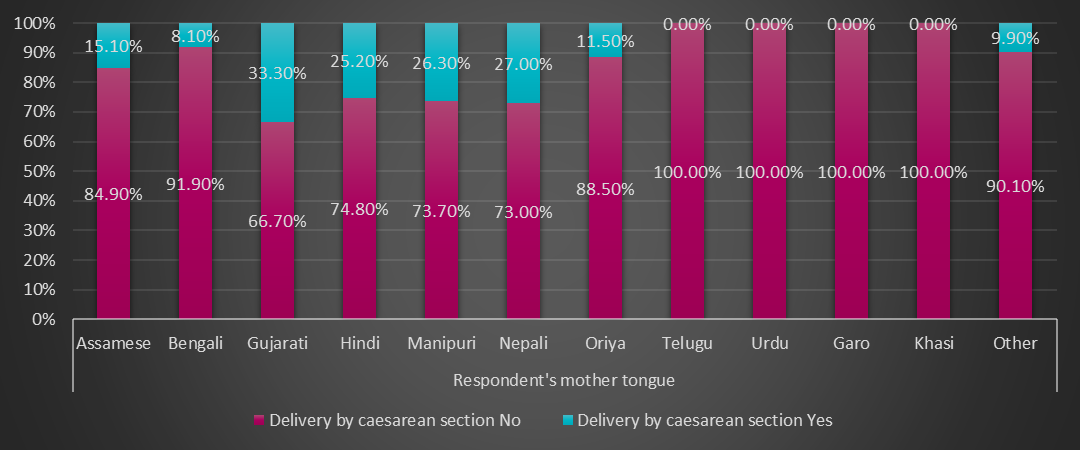 100%
90%
80%
70%
60%
50%
40%
30%
20%
10%
0%
15.10% 8.10% 33.30% 25.20% 26.30% 27.00% 11.50% 0.00% 0.00% 0.00% 0.00% 9.90%
84.90% 91.90% 66.70% 74.80% 73.70% 73.00% 88.50% 100.00% 100.00% 100.00% 100.00% 90.10%
Assamese Bengali Gujarati Hindi Manipuri Nepali Oriya Telugu Urdu Garo Khasi Other
Respondent's mother tongue
Delivery by caesarean section No Delivery by caesarean section Yes